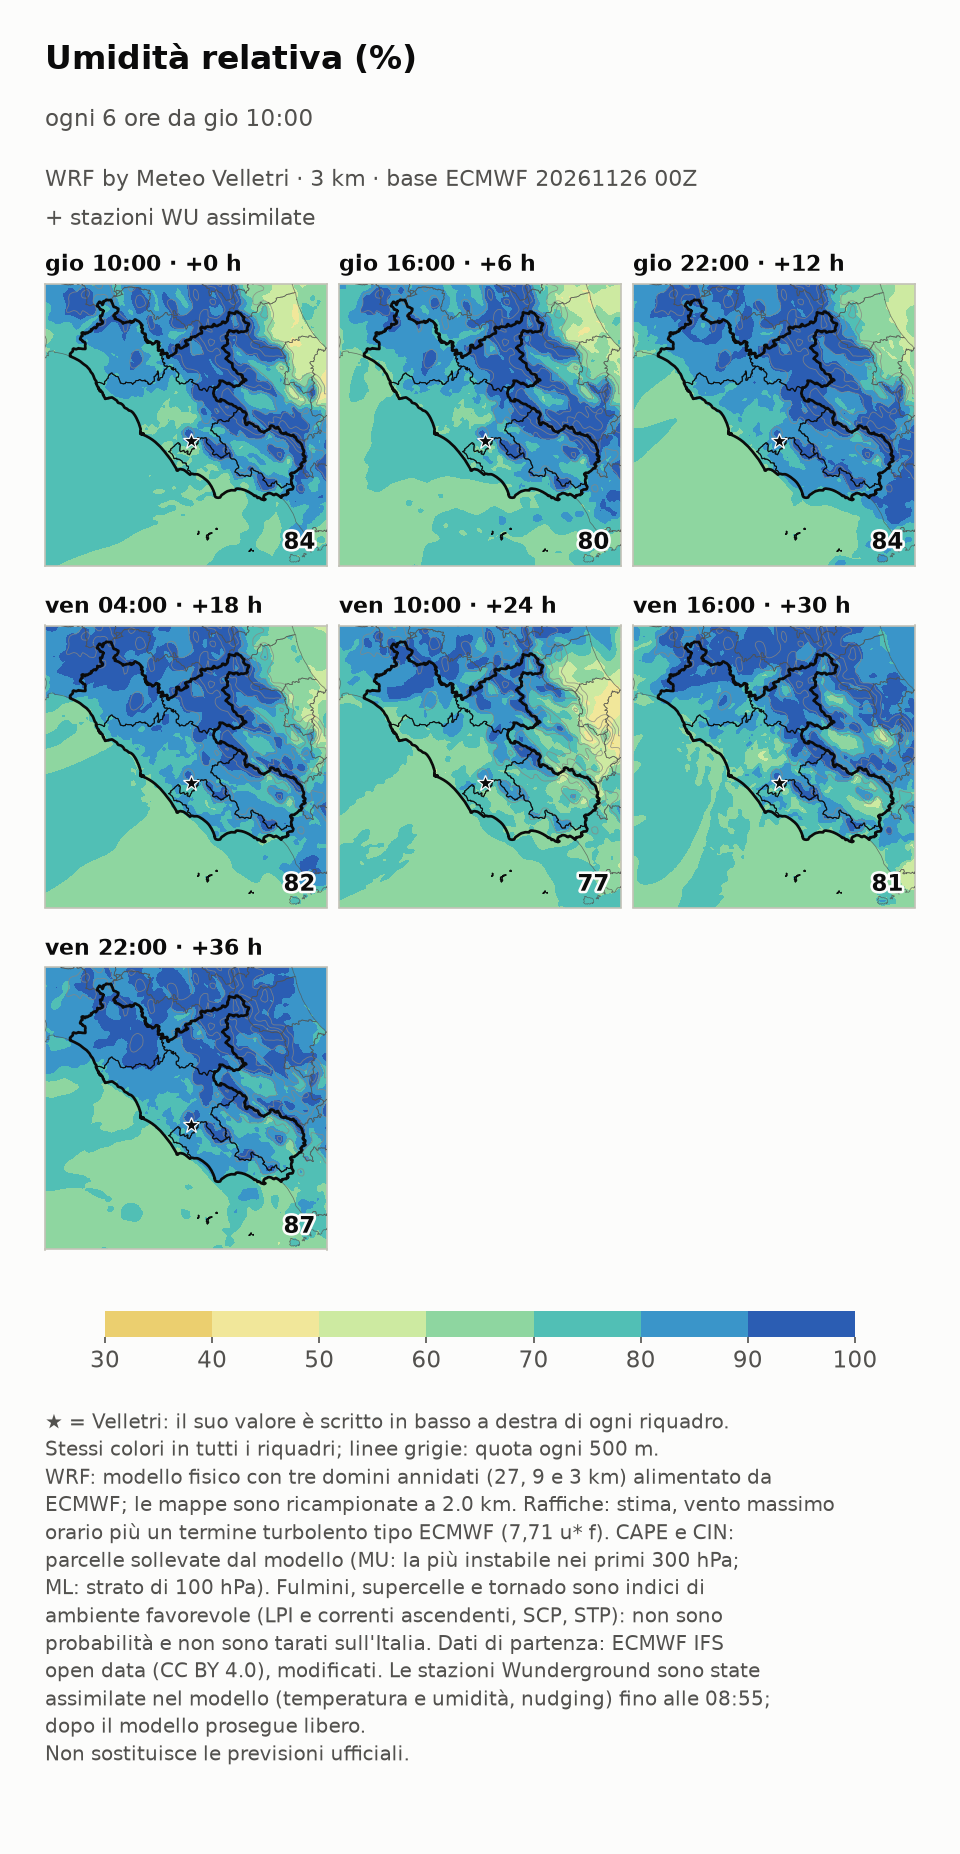 Umidità relativa (%)
ogni 6 ore da gio 10:00
WRF by Meteo Velletri · 3 km · base ECMWF 20261126 00Z
+ stazioni WU assimilate
gio 10:00 · +0 h
gio 16:00 · +6 h
gio 22:00 · +12 h
84
80
84
ven 04:00 · +18 h
ven 10:00 · +24 h
ven 16:00 · +30 h
82
77
81
ven 22:00 · +36 h
87
30 40 50 60 70 80 90 100
★ = Velletri: il suo valore è scritto in basso a destra di ogni riquadro.
Stessi colori in tutti i riquadri; linee grigie: quota ogni 500 m.
WRF: modello fisico con tre domini annidati (27, 9 e 3 km) alimentato da
ECMWF; le mappe sono ricampionate a 2.0 km. Raffiche: stima, vento massimo
orario più un termine turbolento tipo ECMWF (7,71 u* f). CAPE e CIN:
parcelle sollevate dal modello (MU: la più instabile nei primi 300 hPa;
ML: strato di 100 hPa). Fulmini, supercelle e tornado sono indici di
ambiente favorevole (LPI e correnti ascendenti, SCP, STP): non sono
probabilità e non sono tarati sull'Italia. Dati di partenza: ECMWF IFS
open data (CC BY 4.0), modificati. Le stazioni Wunderground sono state
assimilate nel modello (temperatura e umidità, nudging) fino alle 08:55;
dopo il modello prosegue libero.
Non sostituisce le previsioni ufficiali.